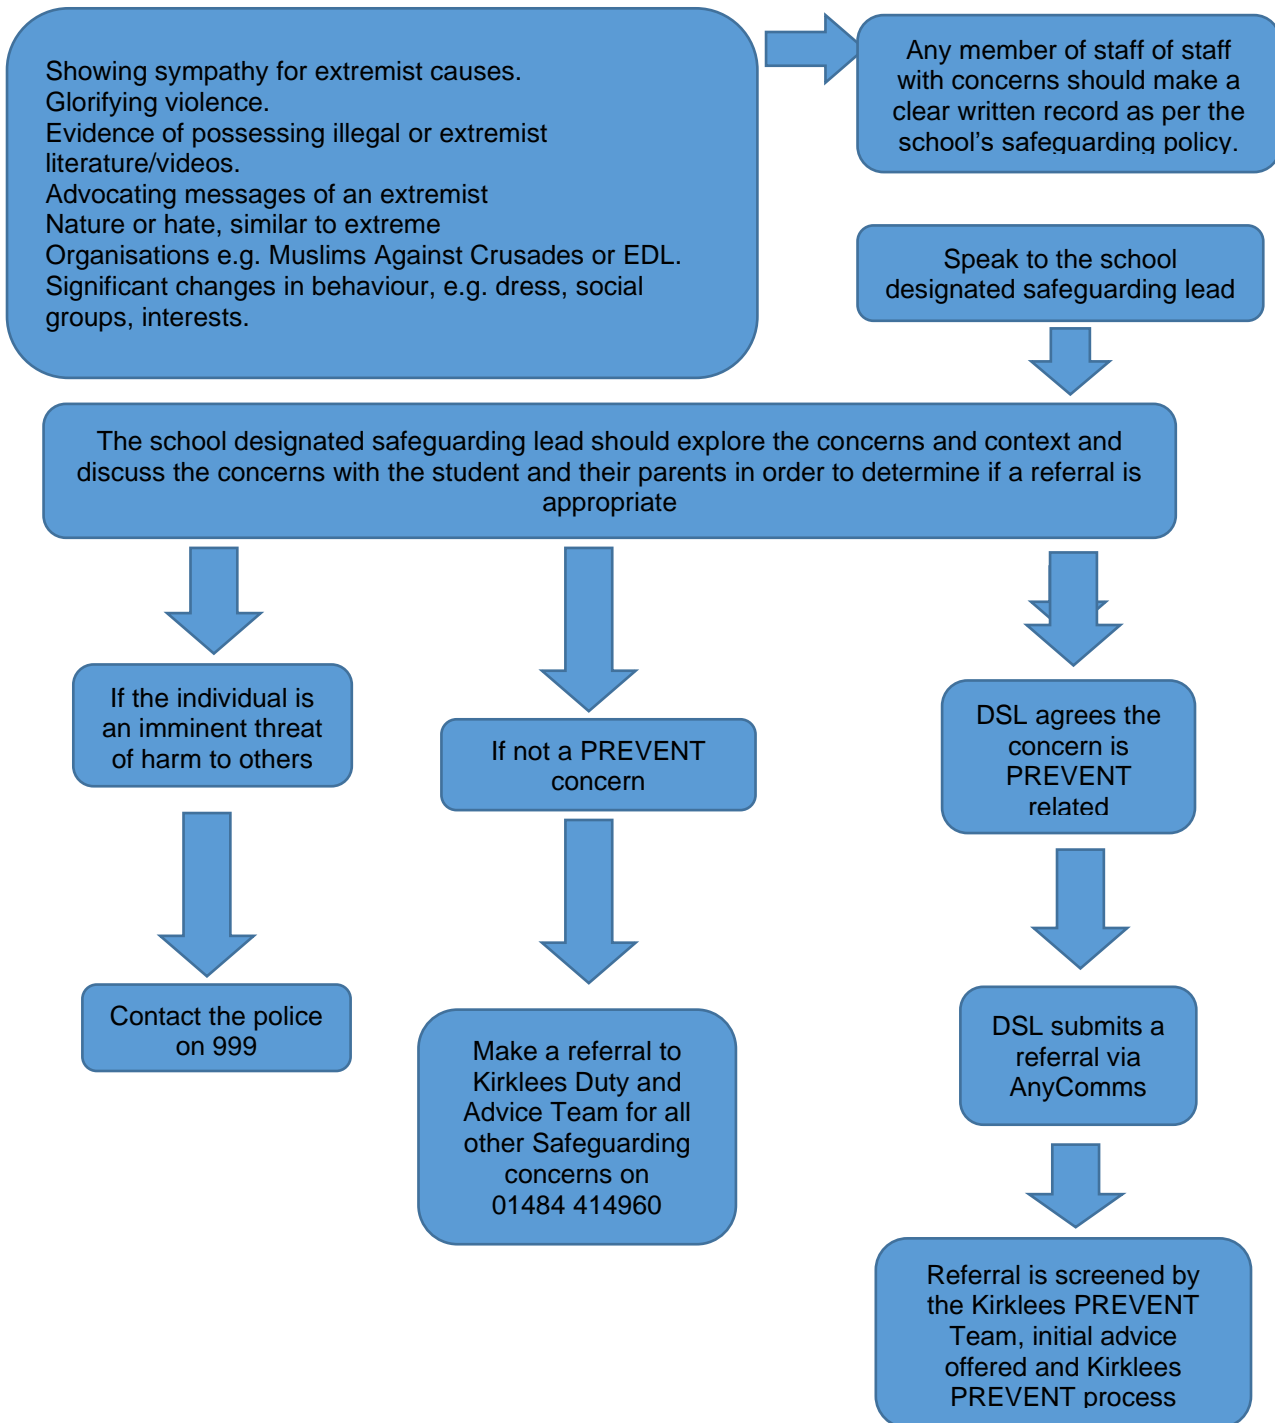 Showing sympathy for extremist causes.
Glorifying violence.
Evidence of possessing illegal or extremist
literature/videos.
Advocating messages of an extremist
Nature or hate, similar to extreme
Organisations e.g. Muslims Against Crusades or EDL.
Significant changes in behaviour, e.g. dress, social
groups, interests.
Any member of staff of staff
with concerns should make a
clear written record as per the
school’s safeguarding policy.
Speak to the school
designated safeguarding lead
The school designated safeguarding lead should explore the concerns and context and
discuss the concerns with the student and their parents in order to determine if a referral is
appropriate
If the individual is
an imminent threat
of harm to others
Contact the police
on 999
If not a PREVENT
concern
Make a referral to
Kirklees Duty and
Advice Team for all
other Safeguarding
concerns on
01484 414960
DSL agrees the
concern is
PREVENT
related
DSL submits a
referral via
AnyComms
Referral is screened by
the Kirklees PREVENT
Team, initial advice
offered and Kirklees
PREVENT process